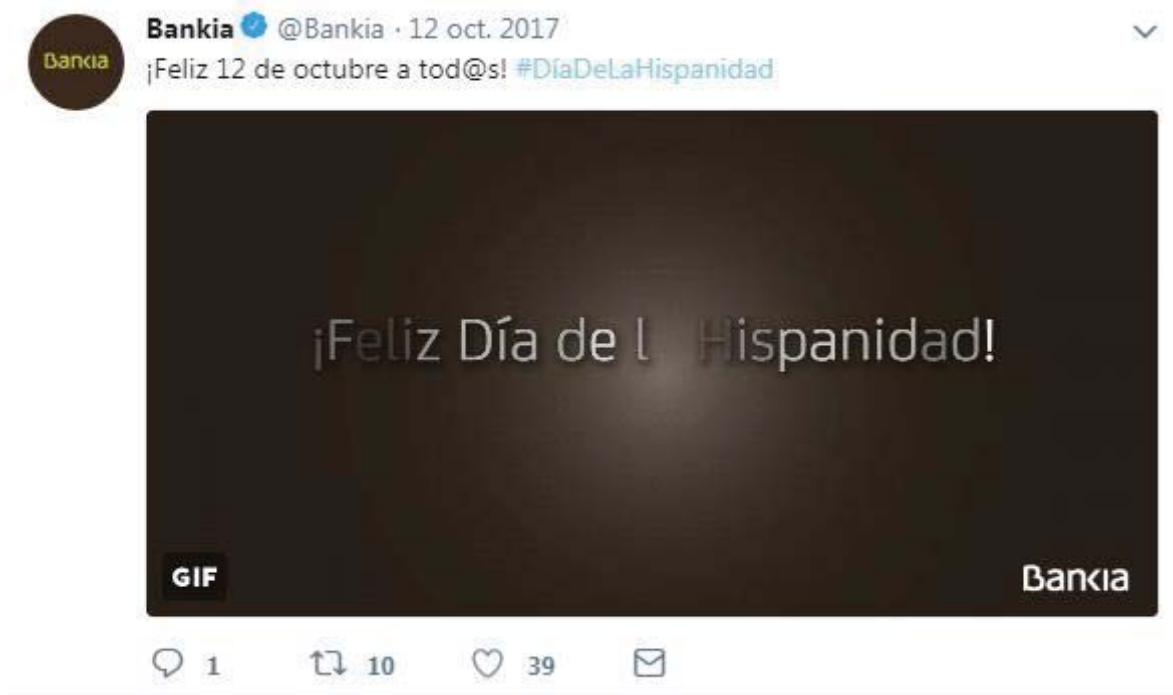 Bankia @Bankia · 12 oct. 2017
Bankia
¡Feliz 12 de octubre a tod@s! #DíaDeLaHispanidad
¡Feliz Día de l Hispanidad!
GIF
Bankia
1 10 39